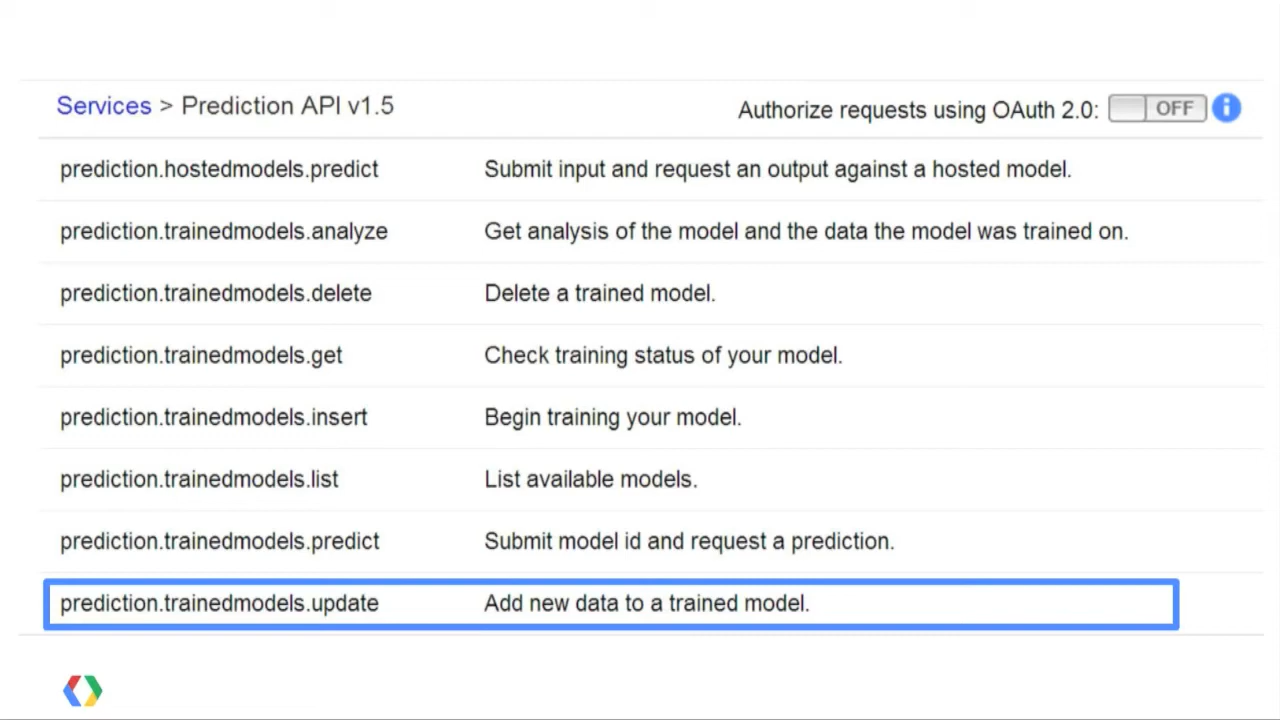 Services > Prediction API v1.5
Authorize requests using OAuth 2.0: OFF i
prediction.hostedmodels.predict Submit input and request an output against a hosted model.
prediction.trainedmodels.analyze Get analysis of the model and the data the model was trained on.
prediction.trainedmodels.delete Delete a trained model.
prediction.trainedmodels.get Check training status of your model.
prediction.trainedmodels.insert Begin training your model.
prediction.trainedmodels.list List available models.
prediction.trainedmodels.predict Submit model id and request a prediction.
prediction.trainedmodels.update Add new data to a trained model.